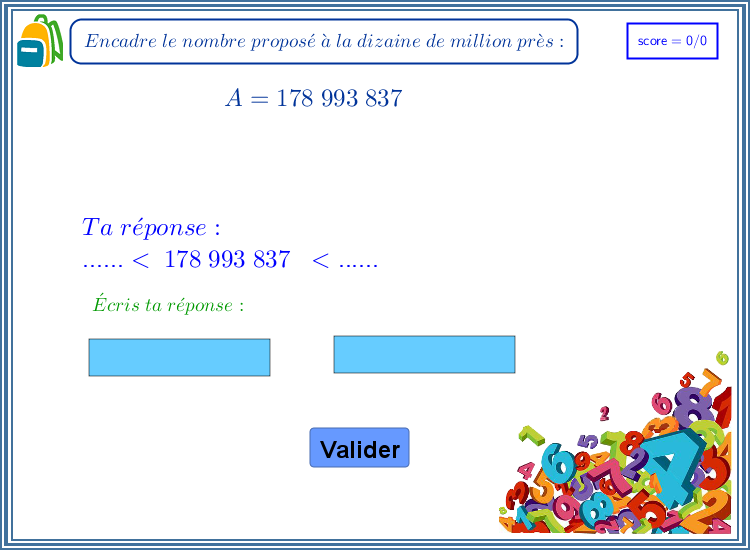 Encadre le nombre proposé à la dizaine de million près :
score = 0/0
A = 178 993 837
Ta réponse :
...... < 178 993 837 < ......
Écris ta réponse :
Valider